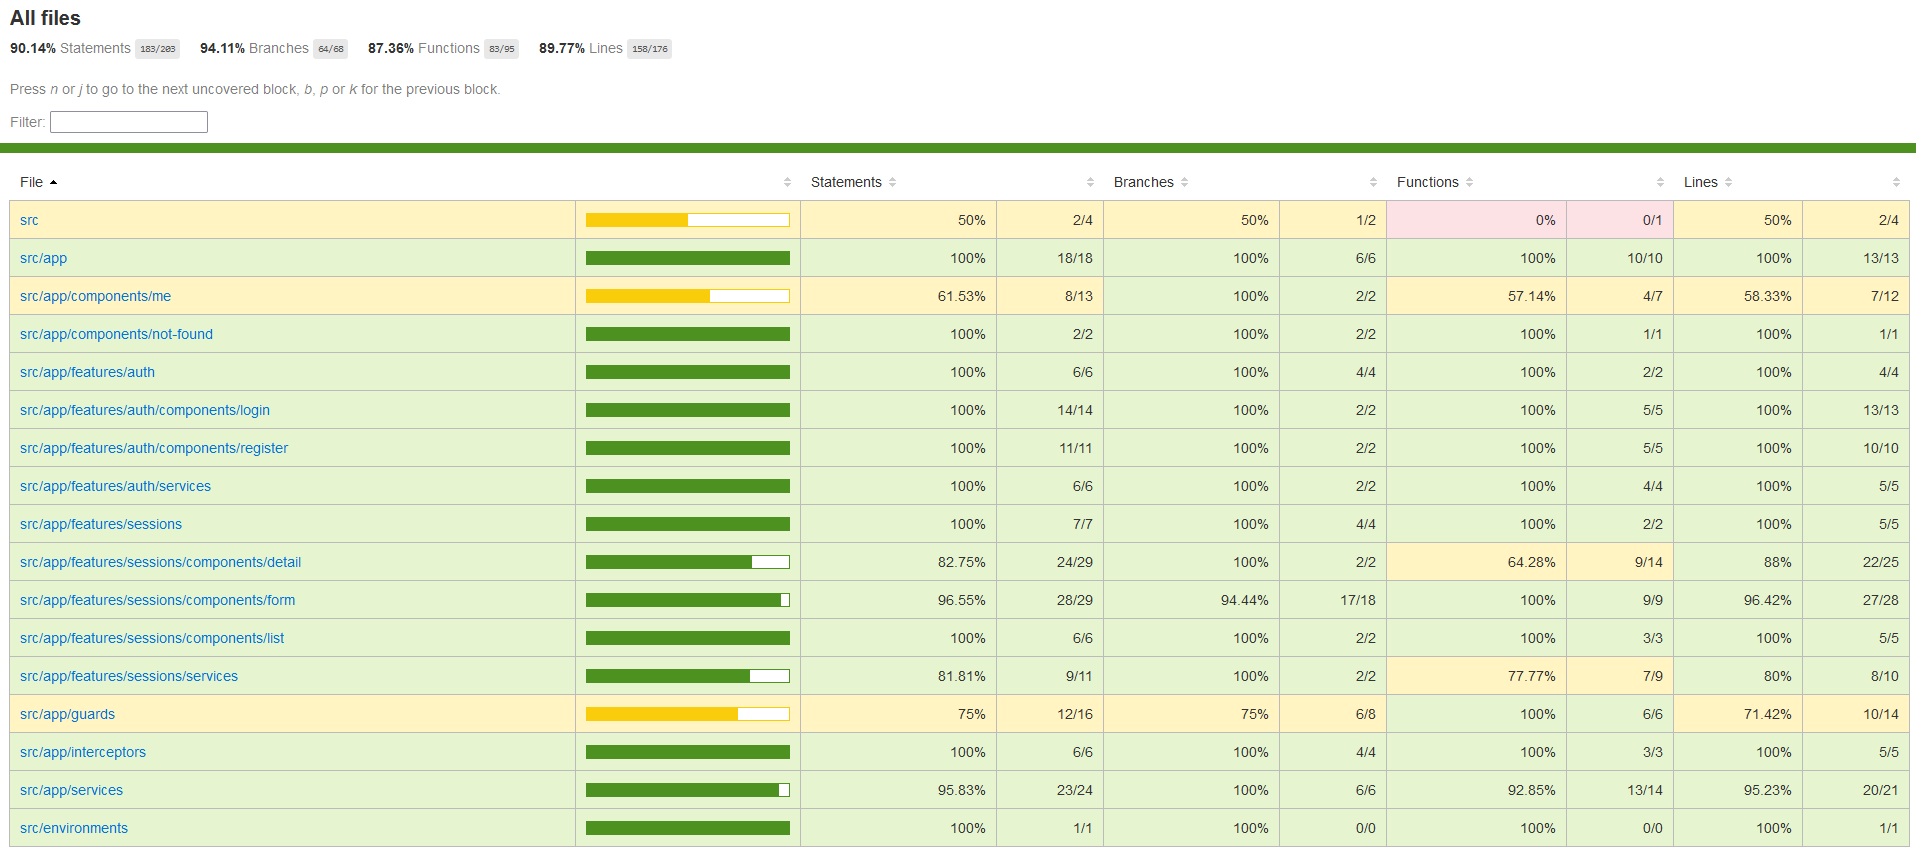 All files
90.14% Statements 183/203 94.11% Branches 64/68 87.36% Functions 83/95 89.77% Lines 158/176
Press n or j to go to the next uncovered block, b, p or k for the previous block.
Filter:
File Statements Branches Functions Lines
src 50% 2/4 50% 1/2 0% 0/1 50% 2/4
src/app 100% 18/18 100% 6/6 100% 10/10 100% 13/13
src/app/components/me 61.53% 8/13 100% 2/2 57.14% 4/7 58.33% 7/12
src/app/components/not-found 100% 2/2 100% 2/2 100% 1/1 100% 1/1
src/app/features/auth 100% 6/6 100% 4/4 100% 2/2 100% 4/4
src/app/features/auth/components/login 100% 14/14 100% 2/2 100% 5/5 100% 13/13
src/app/features/auth/components/register 100% 11/11 100% 2/2 100% 5/5 100% 10/10
src/app/features/auth/services 100% 6/6 100% 2/2 100% 4/4 100% 5/5
src/app/features/sessions 100% 7/7 100% 4/4 100% 2/2 100% 5/5
src/app/features/sessions/components/detail 82.75% 24/29 100% 2/2 64.28% 9/14 88% 22/25
src/app/features/sessions/components/form 96.55% 28/29 94.44% 17/18 100% 9/9 96.42% 27/28
src/app/features/sessions/components/list 100% 6/6 100% 2/2 100% 3/3 100% 5/5
src/app/features/sessions/services 81.81% 9/11 100% 2/2 77.77% 7/9 80% 8/10
src/app/guards 75% 12/16 75% 6/8 100% 6/6 71.42% 10/14
src/app/interceptors 100% 6/6 100% 4/4 100% 3/3 100% 5/5
src/app/services 95.83% 23/24 100% 6/6 92.85% 13/14 95.23% 20/21
src/environments 100% 1/1 100% 0/0 100% 0/0 100% 1/1